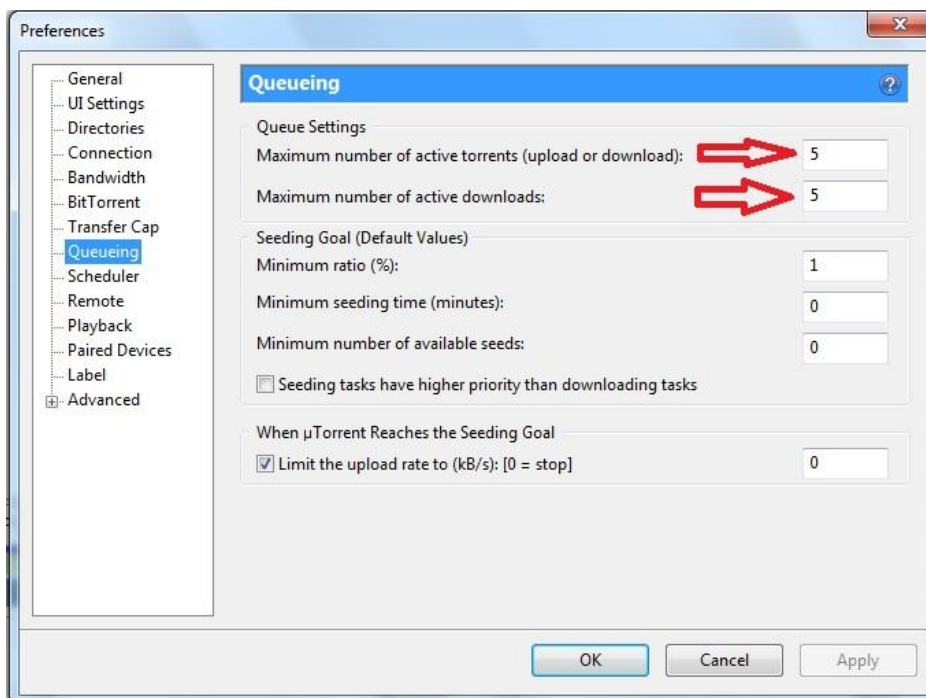 Preferences
General
UI Settings
Directories
Connection
Bandwidth
BitTorrent
Transfer Cap
Queueing
Scheduler
Remote
Playback
Paired Devices
Label
Advanced
Queueing
Queue Settings
Maximum number of active torrents (upload or download): 5
Maximum number of active downloads: 5
Seeding Goal (Default Values)
Minimum ratio (%): 1
Minimum seeding time (minutes): 0
Minimum number of available seeds: 0
Seeding tasks have higher priority than downloading tasks
When µTorrent Reaches the Seeding Goal
Limit the upload rate to (kB/s): [0 = stop] 0
OK Cancel Apply